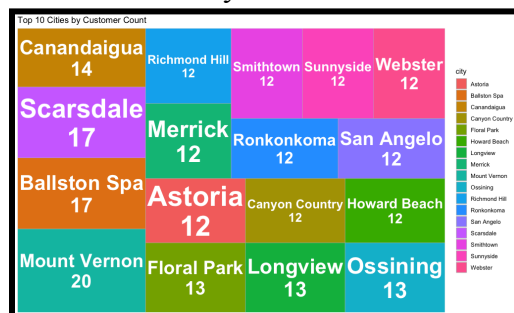 Top 10 Cities by Customer Count
Canandaigua
14
Richmond Hill
12
Smithtown
12
Sunnyside
12
Webster
12
Scarsdale
17
Merrick
12
Ronkonkoma
12
San Angelo
12
Ballston Spa
17
Astoria
12
Canyon Country
12
Howard Beach
12
Mount Vernon
20
Floral Park
13
Longview
13
Ossining
13
city
Astoria
Ballston Spa
Canandaigua
Canyon Country
Floral Park
Howard Beach
Longview
Merrick
Mount Vernon
Ossining
Richmond Hill
Ronkonkoma
San Angelo
Scarsdale
Smithtown
Sunnyside
Webster